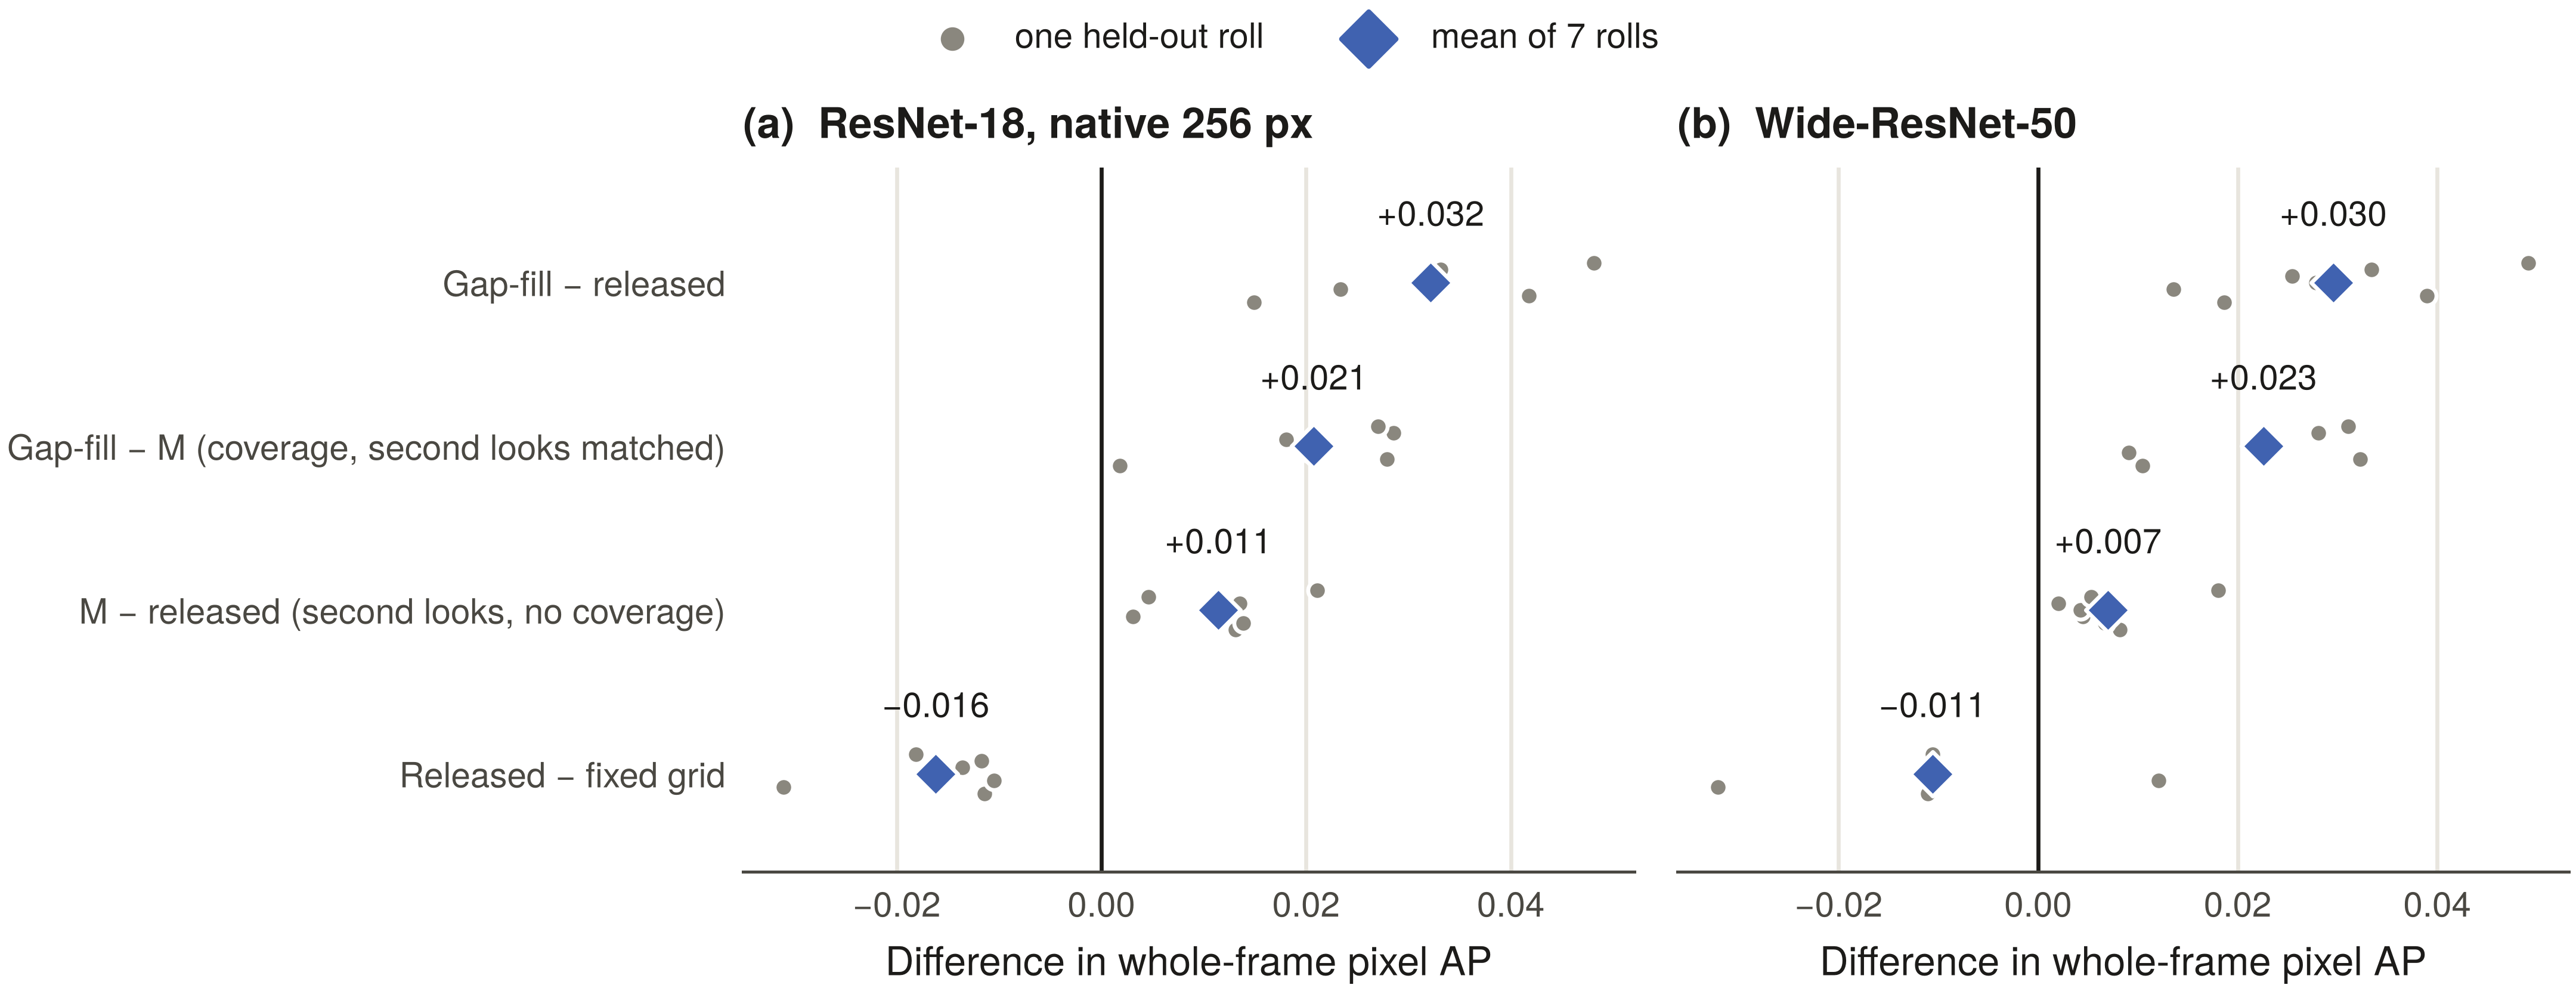 one held-out roll mean of 7 rolls
(a) ResNet-18, native 256 px
(b) Wide-ResNet-50
Gap-fill − released
+0.032
+0.030
Gap-fill − M (coverage, second looks matched)
+0.021
+0.023
M − released (second looks, no coverage)
+0.011
+0.007
Released − fixed grid
−0.016
−0.011
−0.02 0.00 0.02 0.04
−0.02 0.00 0.02 0.04
Difference in whole-frame pixel AP
Difference in whole-frame pixel AP